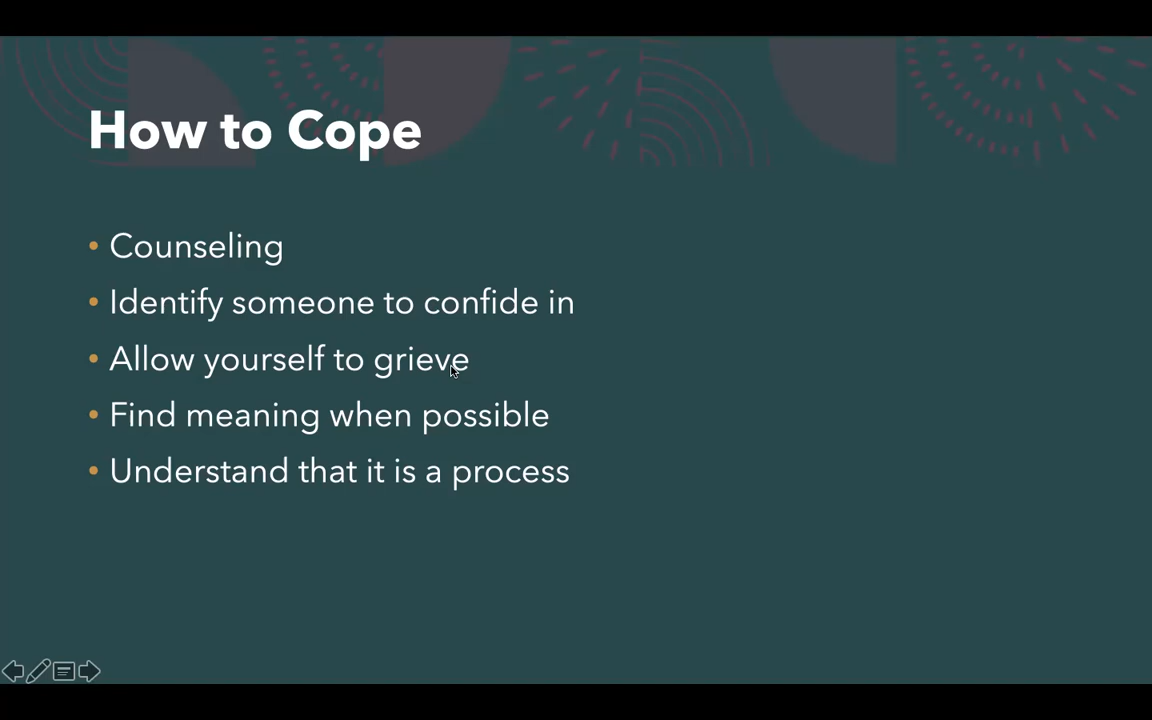 How to Cope
• Counseling
• Identify someone to confide in
• Allow yourself to grieve
• Find meaning when possible
• Understand that it is a process